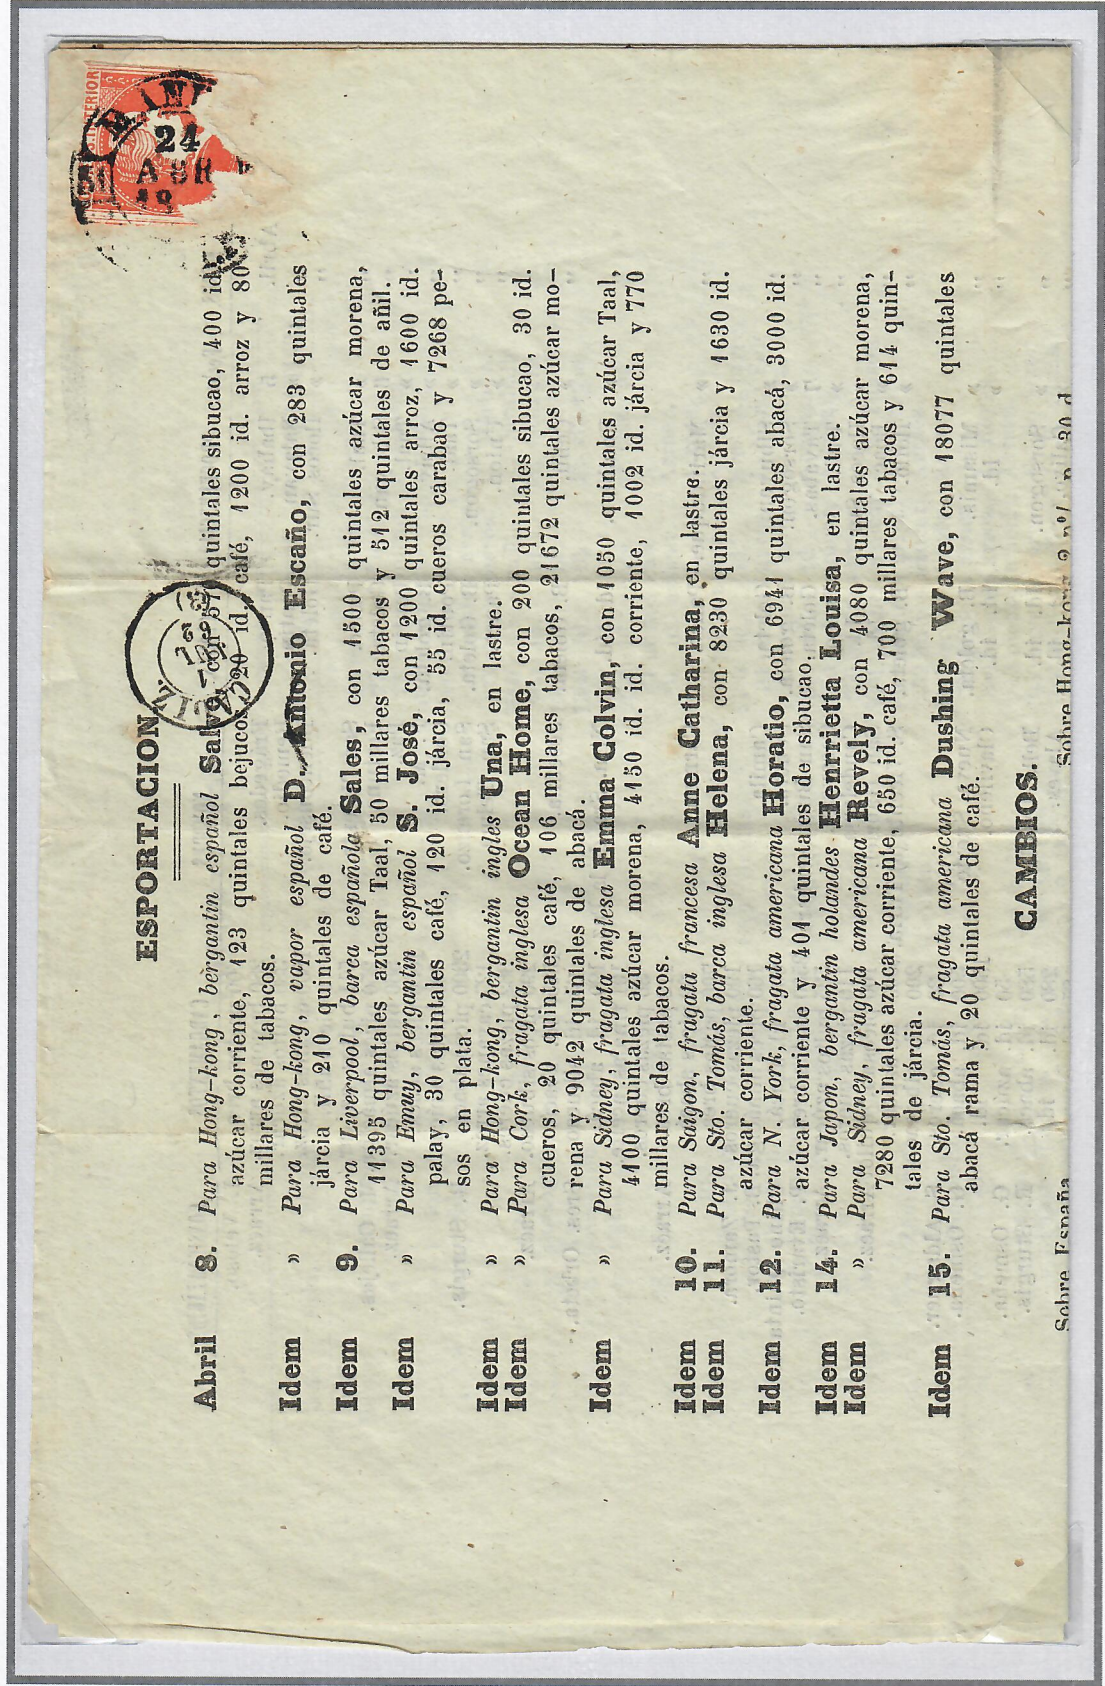 ESPORTACION.
Abril 8. Para Hong-kong, bergantin español Salvo, con 57 quintales sibucao, 400 id.
azúcar corriente, 123 quintales bejucos, 20 id. café, 1200 id. arroz y 80
millares de tabacos.
Idem » Para Hong-kong, vapor español D. Antonio Escaño, con 283 quintales
járcia y 210 quintales de café.
Idem 9. Para Liverpool, barca española Sales, con 1500 quintales azúcar morena,
11395 quintales azúcar Taal, 50 millares tabacos y 512 quintales de añil.
Idem » Para Emuy, bergantin español S. José, con 1200 quintales arroz, 1600 id.
palay, 30 quintales café, 120 id. járcia, 55 id. cueros carabao y 7268 pe-
sos en plata.
Idem » Para Hong-kong, bergantin ingles Una, en lastre.
Idem » Para Cork, fragata inglesa Ocean Home, con 200 quiutales sibucao, 30 id.
cueros, 20 quintales café, 106 millares tabacos, 21672 quintales azúcar mo-
rena y 9042 quintales de abacá.
Idem » Para Sidney, fragata inglesa Emma Colvin, con 1050 quintales azúcar Taal,
4100 quintales azúcar morena, 4150 id. id. corriente, 1002 id. járcia y 770
millares de tabacos.
Idem 10. Para Saigon, fragata francesa Anne Catharina, en lastre.
Idem 11. Para Sto. Tomás, barca inglesa Helena, con 8230 quintales járcia y 1630 id.
azúcar corriente.
Idem 12. Para N. York, fragata americana Horatio, con 6941 quintales abacá, 3000 id.
azúcar corriente y 401 quintales de sibucao.
Idem 14. Para Japon, bergantin holandes Henrrietta Louisa, en lastre.
Idem » Para Sidney, fragata americana Revely, con 4080 quintales azúcar morena,
7280 quintales azúcar corriente, 650 id. café, 700 millares tabacos y 614 quin-
tales de járcia.
Idem 15. Para Sto. Tomás, fragata americana Dushing Wave, con 18077 quintales
abacá rama y 20 quintales de café.
CAMBIOS.
Sobre España
Sobre Hong-kong
24
ABR
CADIZ.